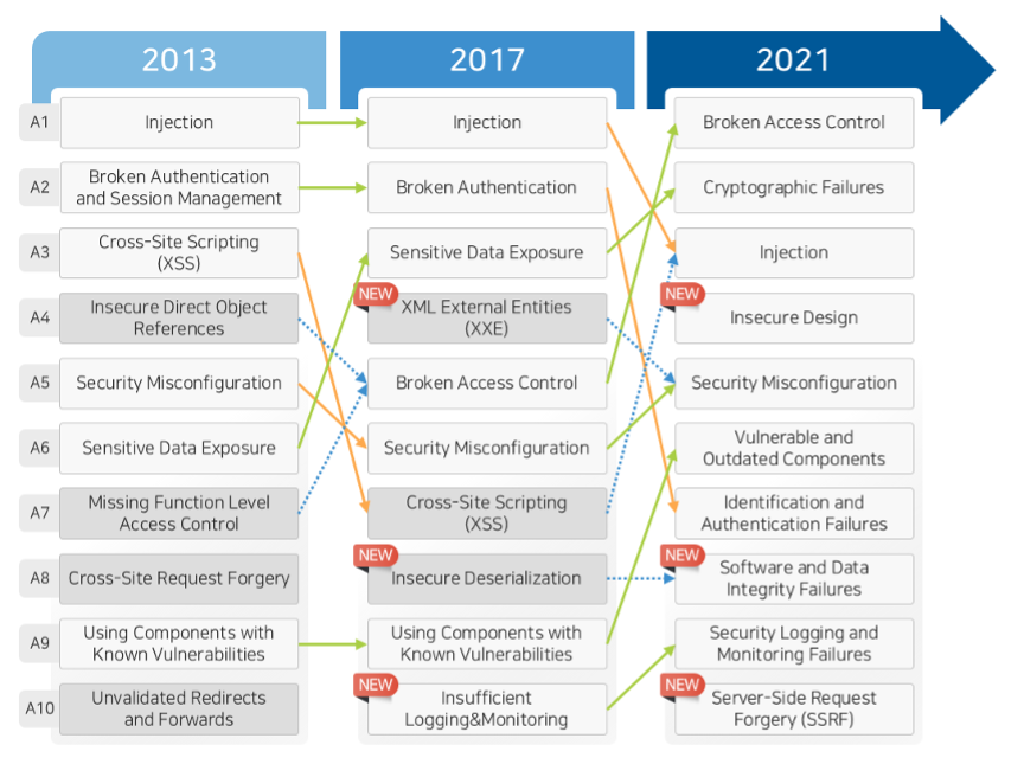 2013
2017
2021
A1
Injection
Injection
Broken Access Control
A2
Broken Authentication
and Session Management
Broken Authentication
Cryptographic Failures
A3
Cross-Site Scripting
(XSS)
Sensitive Data Exposure
Injection
A4
Insecure Direct Object
References
NEW
XML External Entities
(XXE)
NEW
Insecure Design
A5
Security Misconfiguration
Broken Access Control
Security Misconfiguration
A6
Sensitive Data Exposure
Security Misconfiguration
Vulnerable and
Outdated Components
A7
Missing Function Level
Access Control
Cross-Site Scripting
(XSS)
Identification and
Authentication Failures
A8
Cross-Site Request Forgery
NEW
Insecure Deserialization
NEW
Software and Data
Integrity Failures
A9
Using Components with
Known Vulnerabilities
Using Components with
Known Vulnerabilities
Security Logging and
Monitoring Failures
A10
Unvalidated Redirects
and Forwards
NEW
Insufficient
Logging&Monitoring
NEW
Server-Side Request
Forgery (SSRF)